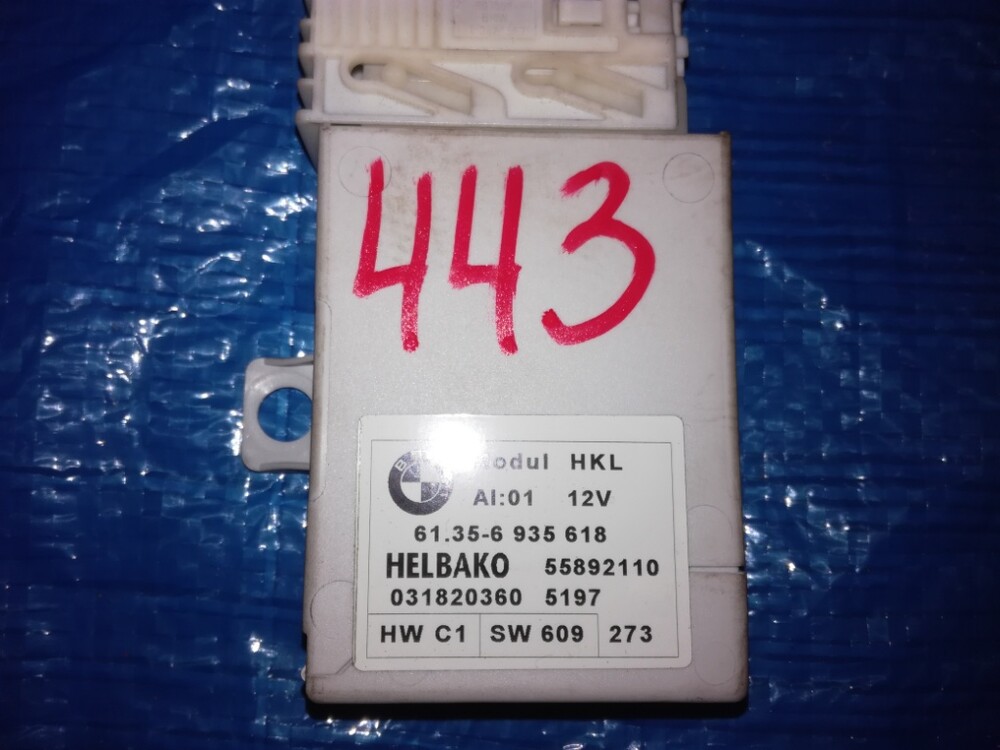 443
HKL
AI:01 12V
61.35-6 935 618
HELBAKO 55892110
031820360 5197
HW C1 SW 609 273